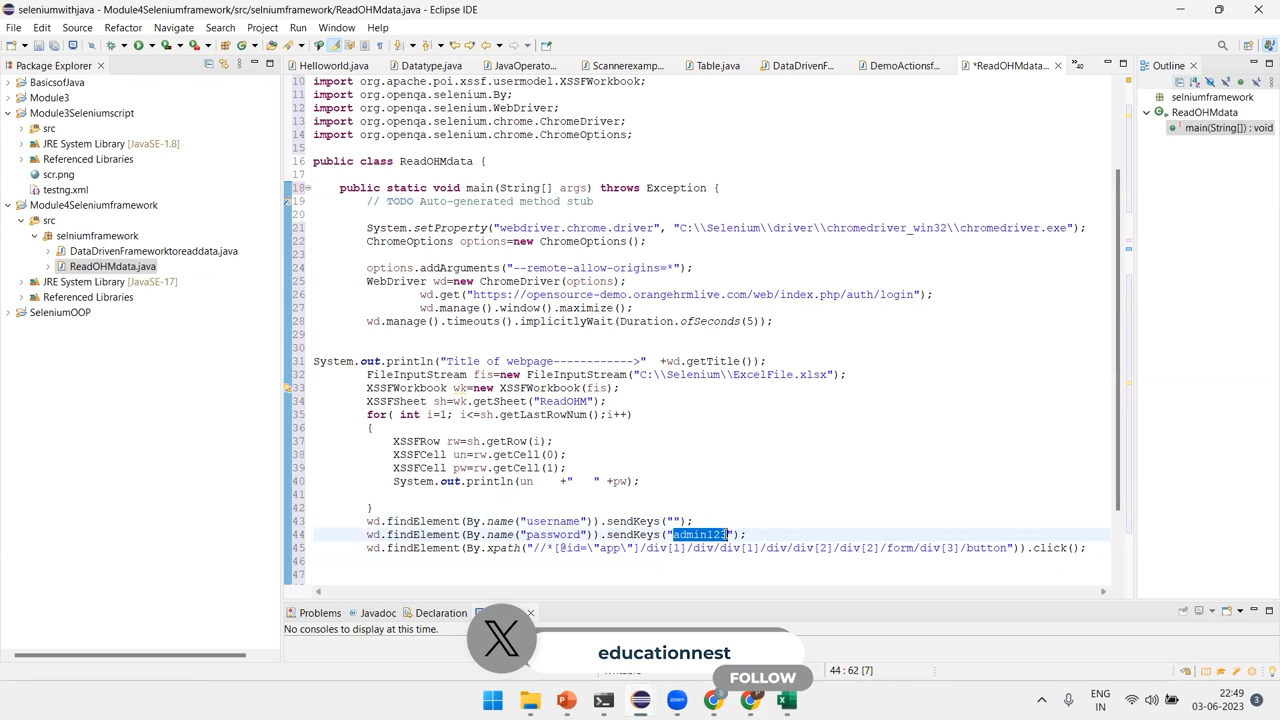 seleniumwithjava - Module4Seleniumframework/src/selniumframework/ReadOHMdata.java - Eclipse IDE
File Edit Source Refactor Navigate Search Project Run Window Help
Package Explorer
Helloworld.java Datatype.java JavaOperato... Scannerexamp... Table.java DataDrivenF... DemoActionsf... *ReadOHMdata... Outline
BasicsofJava
Module3
Module3Seleniumscript
src
JRE System Library [JavaSE-1.8]
Referenced Libraries
scr.png
testng.xml
Module4Seleniumframework
src
selniumframework
DataDrivenFrameworktoreaddata.java
ReadOHMdata.java
JRE System Library [JavaSE-17]
Referenced Libraries
SeleniumOOP
10 import org.apache.poi.xssf.usermodel.XSSFWorkbook;
11 import org.openqa.selenium.By;
12 import org.openqa.selenium.WebDriver;
13 import org.openqa.selenium.chrome.ChromeDriver;
14 import org.openqa.selenium.chrome.ChromeOptions;
15
16 public class ReadOHMdata {
17
18 public static void main(String[] args) throws Exception {
19 // TODO Auto-generated method stub
20
21 System.setProperty("webdriver.chrome.driver", "C:\\Selenium\\driver\\chromedriver_win32\\chromedriver.exe");
22 ChromeOptions options=new ChromeOptions();
23
24 options.addArguments("--remote-allow-origins=*");
25 WebDriver wd=new ChromeDriver(options);
26 wd.get("https://opensource-demo.orangehrmlive.com/web/index.php/auth/login");
27 wd.manage().window().maximize();
28 wd.manage().timeouts().implicitlyWait(Duration.ofSeconds(5));
29
30
31 System.out.println("Title of webpage------------>" +wd.getTitle());
32 FileInputStream fis=new FileInputStream("C:\\Selenium\\ExcelFile.xlsx");
33 XSSFWorkbook wk=new XSSFWorkbook(fis);
34 XSSFSheet sh=wk.getSheet("ReadOHM");
35 for( int i=1; i<=sh.getLastRowNum();i++)
36 {
37 XSSFRow rw=sh.getRow(i);
38 XSSFCell un=rw.getCell(0);
39 XSSFCell pw=rw.getCell(1);
40 System.out.println(un +" " +pw);
41
42 }
43 wd.findElement(By.name("username")).sendKeys("");
44 wd.findElement(By.name("password")).sendKeys("admin123");
45 wd.findElement(By.xpath("//*[@id=\"app\"]/div[1]/div/div[1]/div/div[2]/div[2]/form/div[3]/button")).click();
46
47
selniumframework
ReadOHMdata
main(String[]) : void
Problems Javadoc Declaration
No consoles to display at this time.
44 : 62 [7]
educationnest
FOLLOW
ENG
IN
22:49
03-06-2023
3